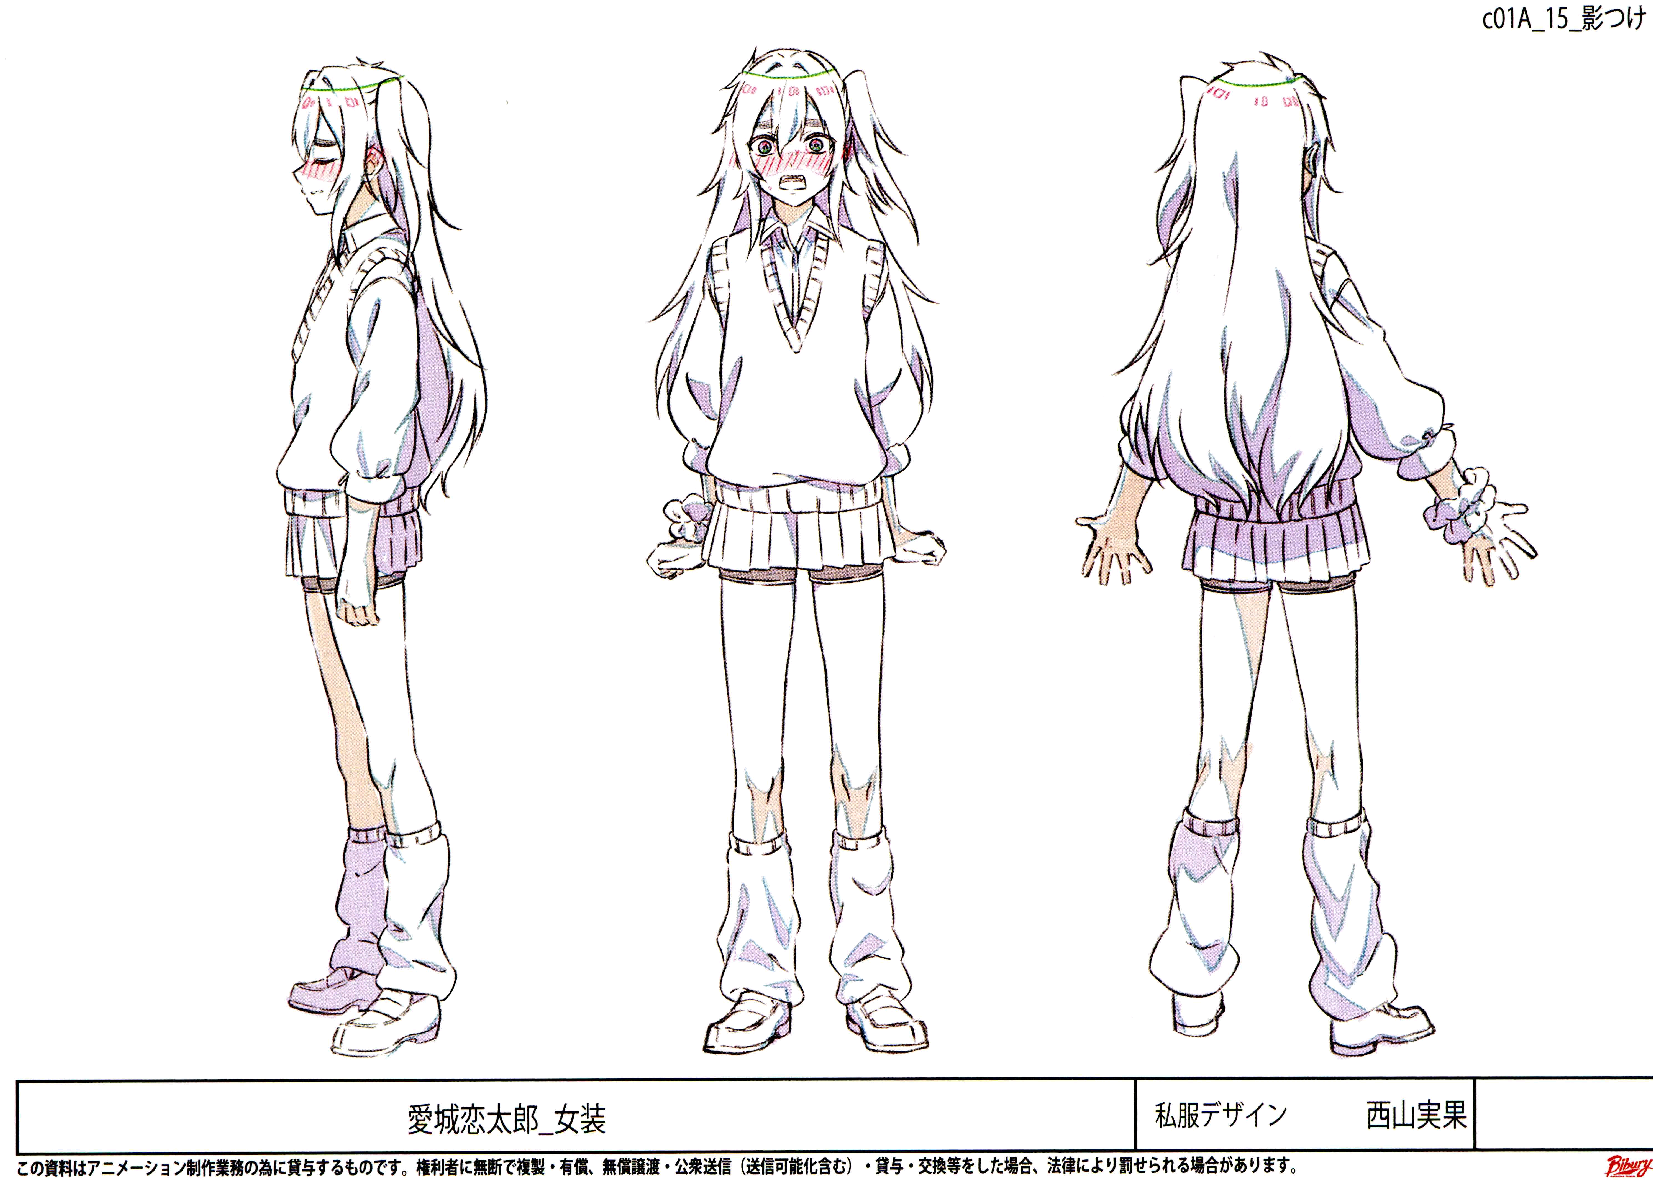 c01A_15_影つけ
愛城恋太郎_女装
私服デザイン 西山実果
この資料はアニメーション制作業務の為に貸与するものです。権利者に無断で複製・有償、無償譲渡・公衆送信（送信可能化含む）・貸与・交換等をした場合、法律により罰せられる場合があります。
Bibury